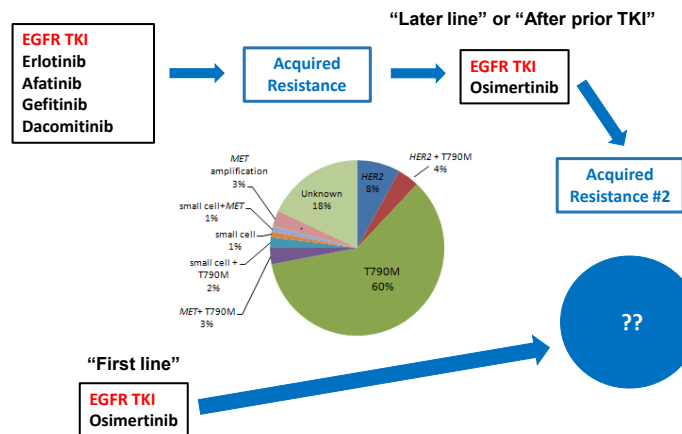 “Later line” or “After prior TKI”
EGFR TKI
Erlotinib
Afatinib
Gefitinib
Dacomitinib
Acquired
Resistance
EGFR TKI
Osimertinib
Acquired
Resistance #2
MET
amplification
3%
Unknown
18%
HER2
8%
HER2 + T790M
4%
small cell+MET
1%
small cell
1%
small cell +
T790M
2%
MET+ T790M
3%
T790M
60%
??
“First line”
EGFR TKI
Osimertinib